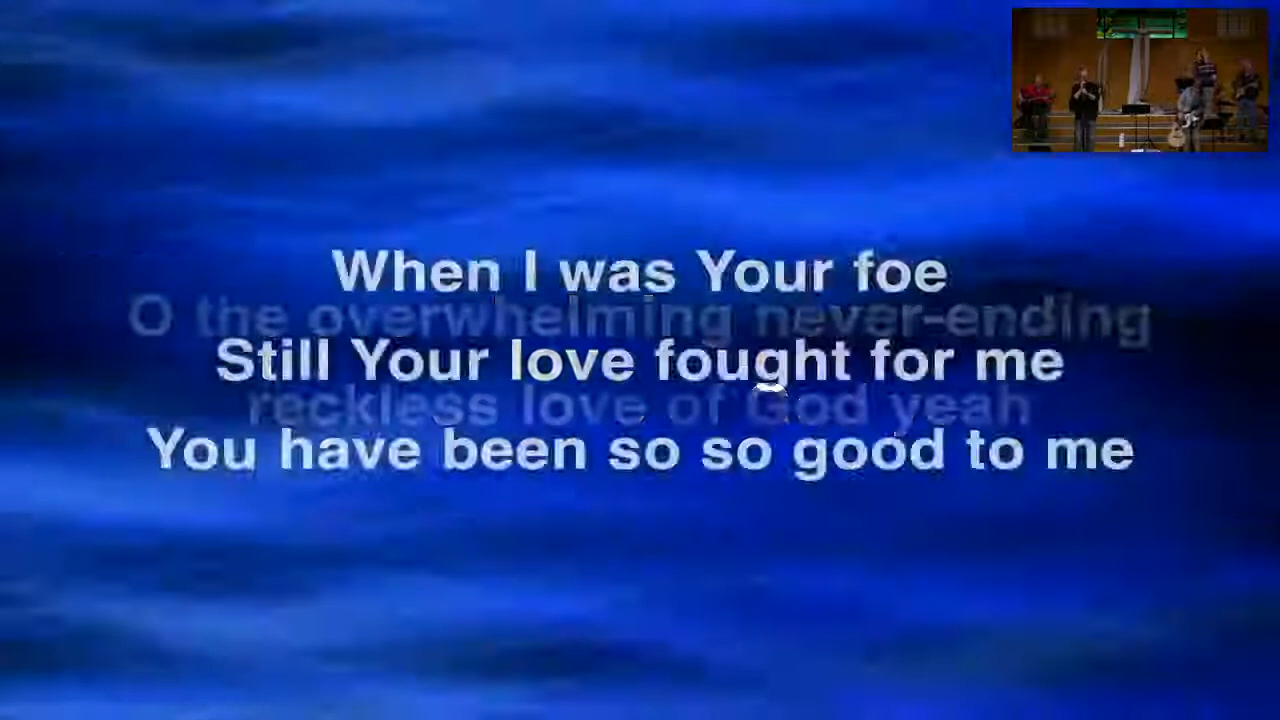 When I was Your foe
O the overwhelming never-ending
Still Your love fought for me
reckless love of God yeah
You have been so so good to me